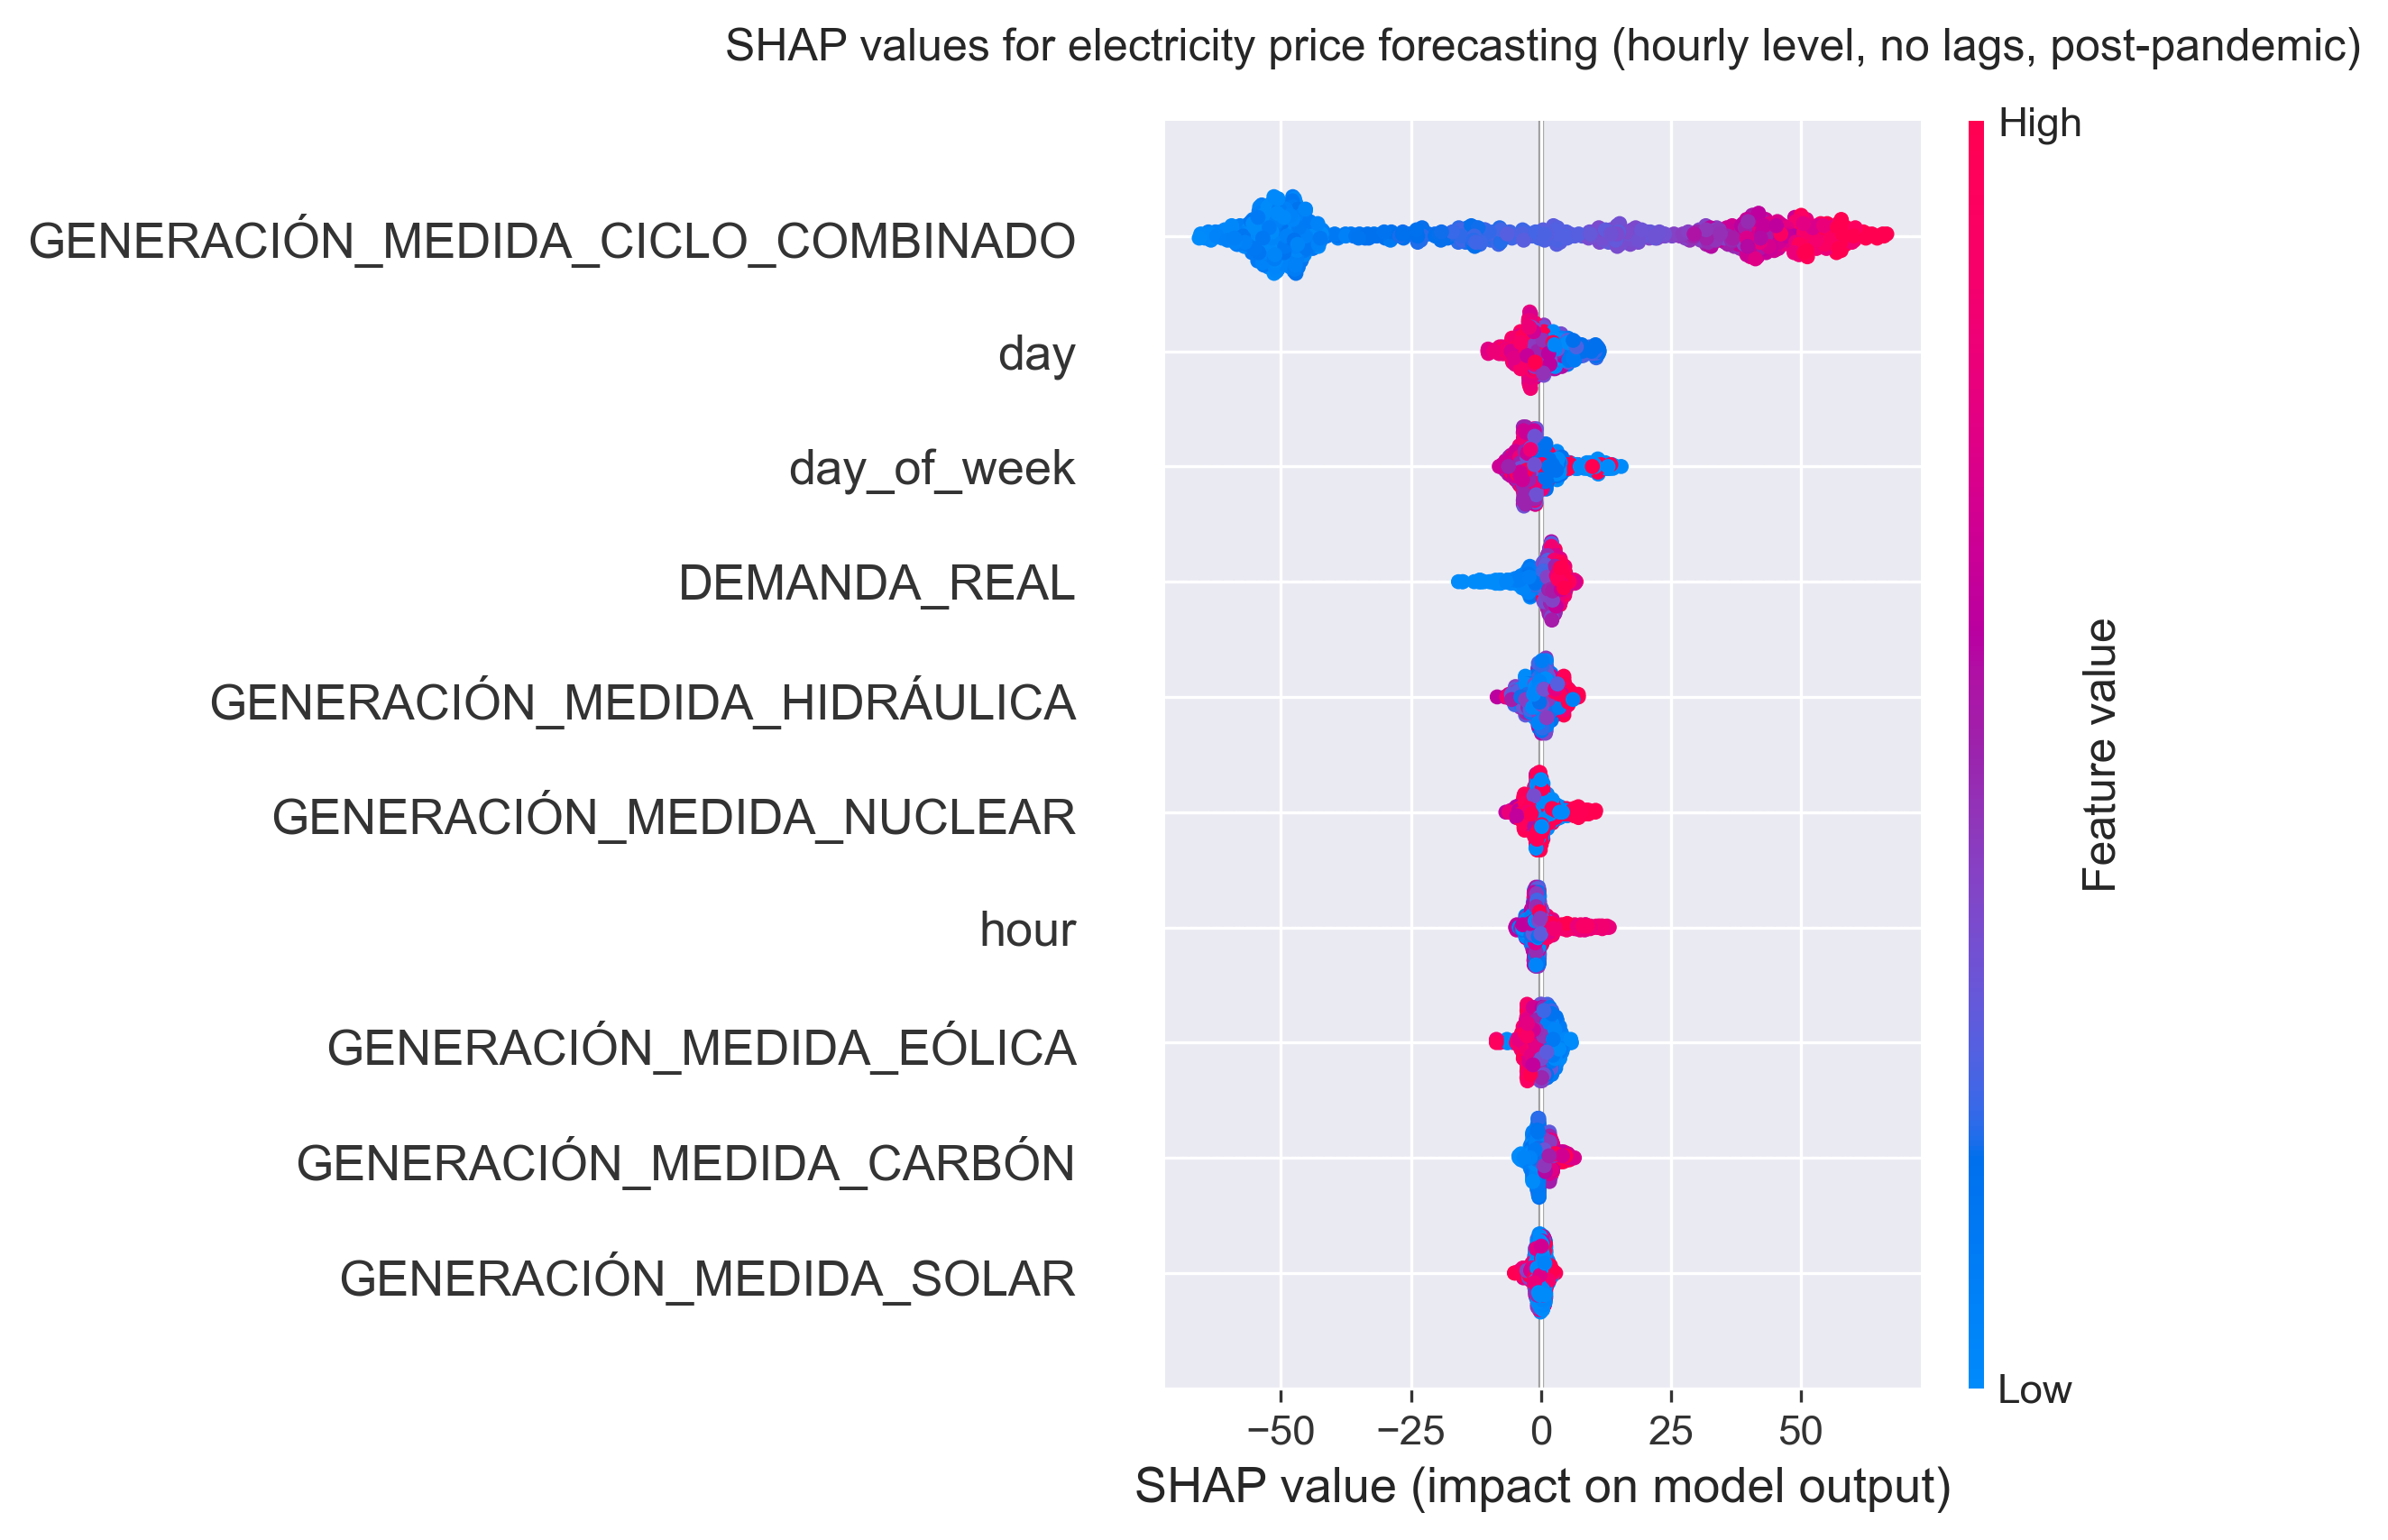 SHAP values for electricity price forecasting (hourly level, no lags, post-pandemic)
High
GENERACIÓN_MEDIDA_CICLO_COMBINADO
day
day_of_week
DEMANDA_REAL
GENERACIÓN_MEDIDA_HIDRÁULICA
GENERACIÓN_MEDIDA_NUCLEAR
hour
GENERACIÓN_MEDIDA_EÓLICA
GENERACIÓN_MEDIDA_CARBÓN
GENERACIÓN_MEDIDA_SOLAR
Feature value
Low
−50 −25 0 25 50
SHAP value (impact on model output)